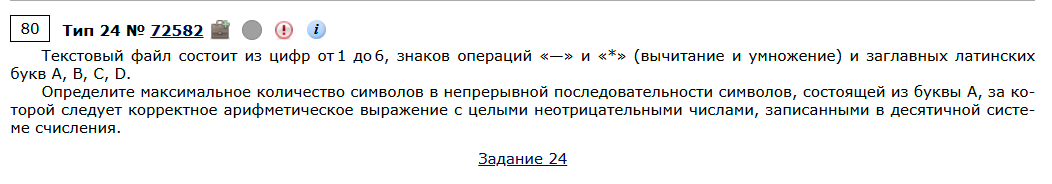 80 Тип 24 № 72582
Текстовый файл состоит из цифр от 1 до 6, знаков операций «—» и «*» (вычитание и умножение) и заглавных латинских
букв A, B, C, D.
Определите максимальное количество символов в непрерывной последовательности символов, состоящей из буквы A, за ко-
торой следует корректное арифметическое выражение с целыми неотрицательными числами, записанными в десятичной систе-
ме счисления.
Задание 24